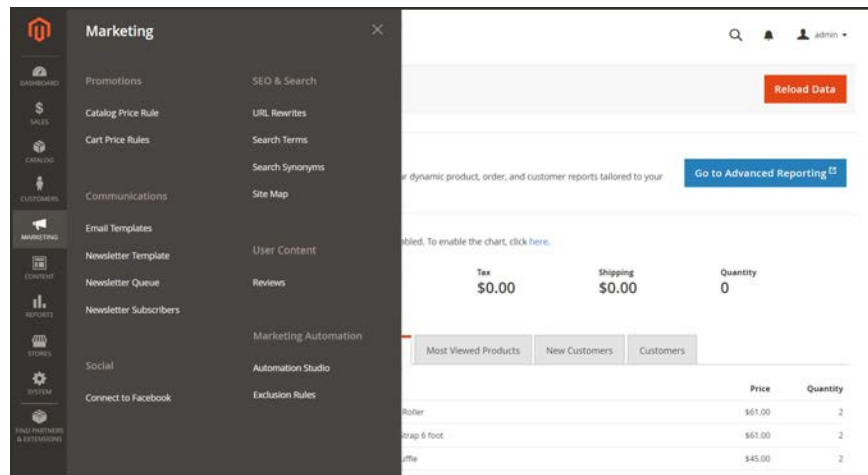 DASHBOARD
SALES
CATALOG
CUSTOMERS
MARKETING
CONTENT
REPORTS
STORES
SYSTEM
FIND PARTNERS
& EXTENSIONS
Marketing
Promotions
Catalog Price Rule
Cart Price Rules
Communications
Email Templates
Newsletter Template
Newsletter Queue
Newsletter Subscribers
Social
Connect to Facebook
SEO & Search
URL Rewrites
Search Terms
Search Synonyms
Site Map
User Content
Reviews
Marketing Automation
Automation Studio
Exclusion Rules
admin
Reload Data
r dynamic product, order, and customer reports tailored to your
Go to Advanced Reporting
abled. To enable the chart, click here.
Tax Shipping Quantity
$0.00 $0.00 0
Most Viewed Products New Customers Customers
Price Quantity
Roller $61.00 2
Strap 6 foot $61.00 2
uffle $45.00 2